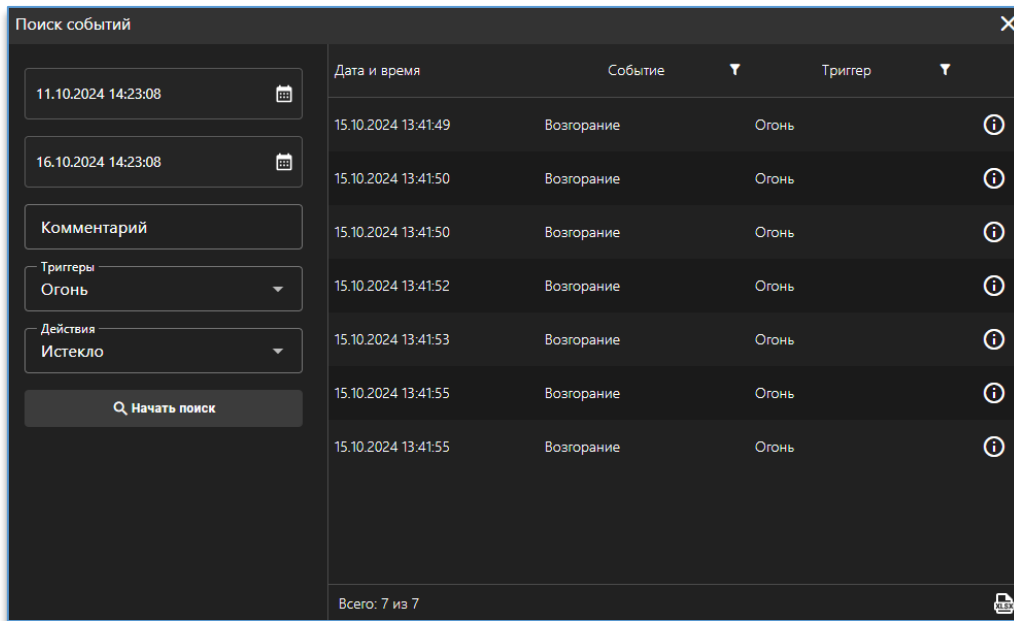 Поиск событий
11.10.2024 14:23:08
16.10.2024 14:23:08
Комментарий
Триггеры
Огонь
Действия
Истекло
Начать поиск
Дата и время Событие Триггер
15.10.2024 13:41:49 Возгорание Огонь
15.10.2024 13:41:50 Возгорание Огонь
15.10.2024 13:41:50 Возгорание Огонь
15.10.2024 13:41:52 Возгорание Огонь
15.10.2024 13:41:53 Возгорание Огонь
15.10.2024 13:41:55 Возгорание Огонь
15.10.2024 13:41:55 Возгорание Огонь
Всего: 7 из 7
XLSX